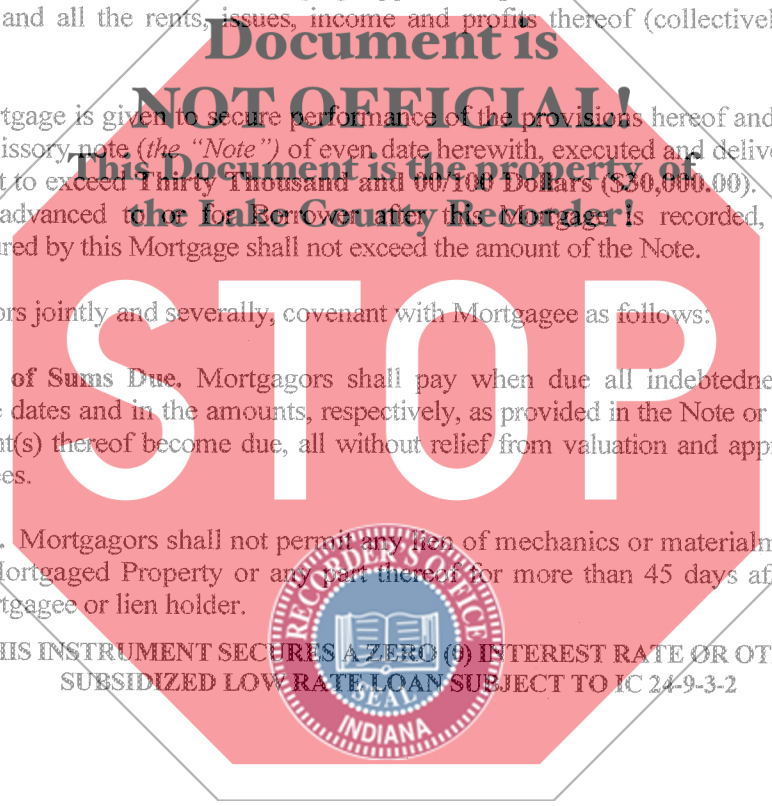 and all the rents, issues, income and profits thereof (collectivel
Document is
NOT OFFICIAL!
rtgage is given to secure performance of the provisions hereof and
issory note (the "Note") of even date herewith, executed and delive
This Document is the property of
t to exceed Thirty Thousand and 00/100 Dollars ($30,000.00).
advanced to or for Borrower after this Mortgage is recorded,
the Lake County Recorder!
red by this Mortgage shall not exceed the amount of the Note.
STOP
ors jointly and severally, covenant with Mortgagee as follows:
of Sums Due. Mortgagors shall pay when due all indebtedne
e dates and in the amounts, respectively, as provided in the Note or
nt(s) thereof become due, all without relief from valuation and appr
ees.
. Mortgagors shall not permit any lien of mechanics or materialm
Mortgaged Property or any part thereof for more than 45 days af
rtgagee or lien holder.
RECORDER'S OFFICE
SEAL
INDIANA
HIS INSTRUMENT SECURES A ZERO (0) INTEREST RATE OR OT
SUBSIDIZED LOW RATE LOAN SUBJECT TO IC 24-9-3-2